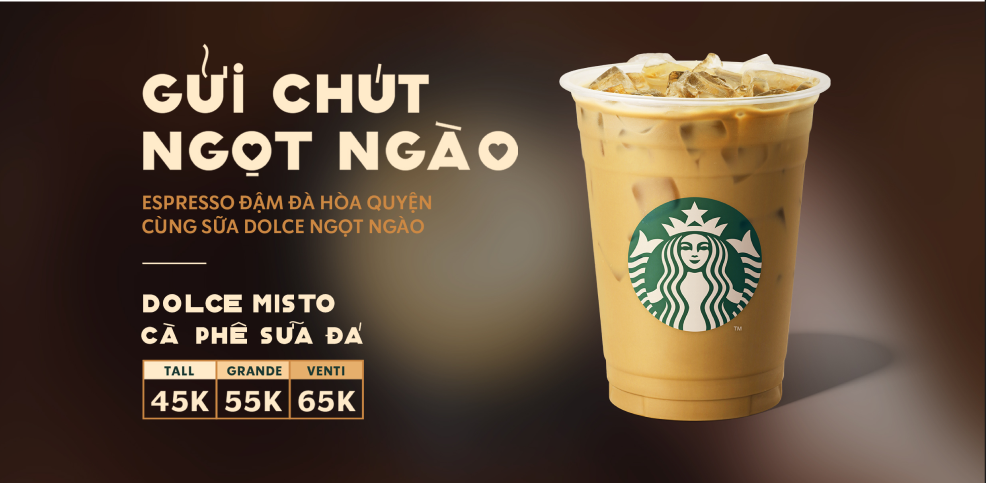 GỬI CHÚT
NGỌT NGÀO
ESPRESSO ĐẬM ĐÀ HÒA QUYỆN
CÙNG SỮA DOLCE NGỌT NGÀO
DOLCE MISTO
CÀ PHÊ SỮA ĐÁ
TALL GRANDE VENTI
45K 55K 65K
TM